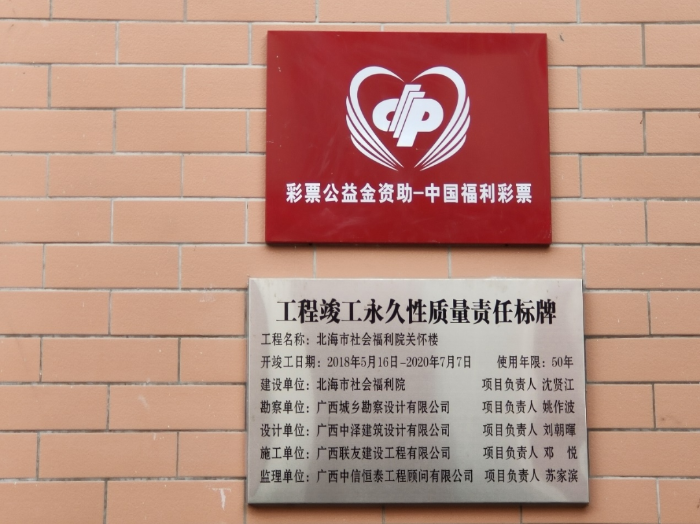 彩票公益金资助-中国福利彩票
工程竣工永久性质量责任标牌
工程名称：北海市社会福利院关怀楼
开竣工日期：2018年5月16日-2020年7月7日 使用年限：50年
建设单位：北海市社会福利院 项目负责人 沈贤江
勘察单位：广西城乡勘察设计有限公司 项目负责人 姚作波
设计单位：广西中泽建筑设计有限公司 项目负责人 刘朝暉
施工单位：广西联友建设工程有限公司 项目负责人 邓 悦
监理单位：广西中信恒泰工程顾问有限公司 项目负责人 苏家滨